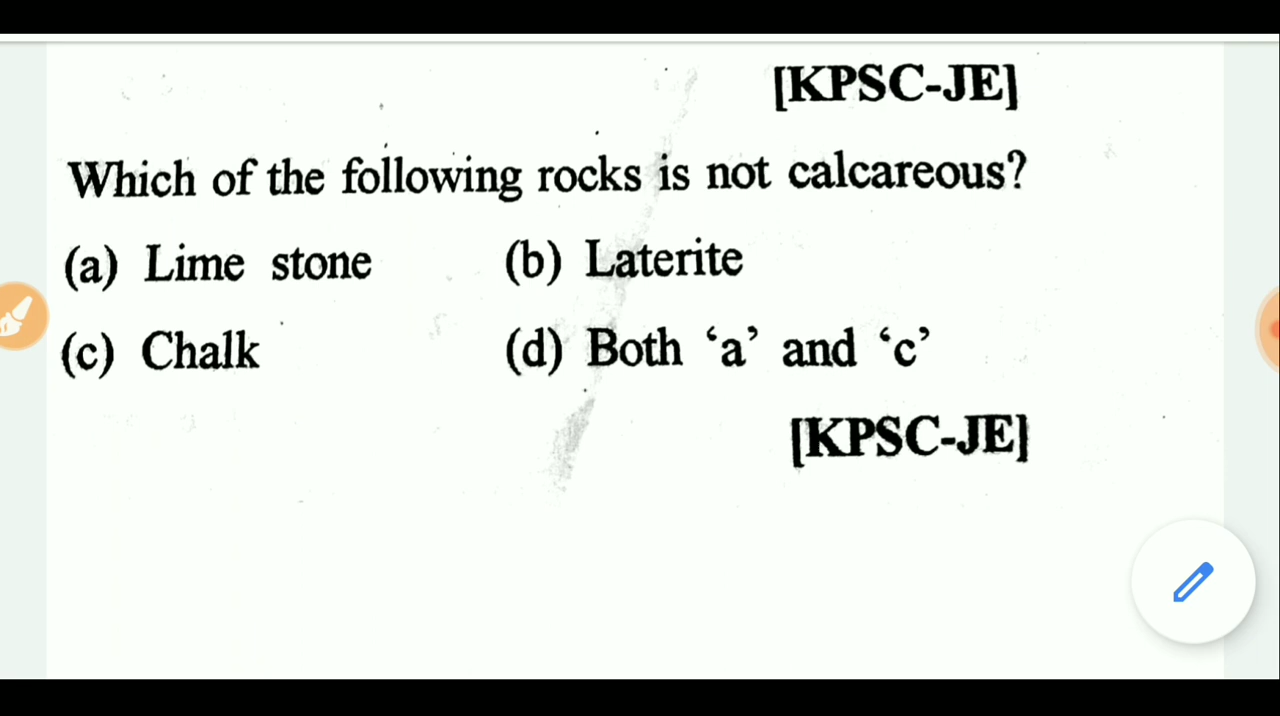 [KPSC-JE]
Which of the following rocks is not calcareous?
(a) Lime stone (b) Laterite
(c) Chalk (d) Both ‘a’ and ‘c’
[KPSC-JE]